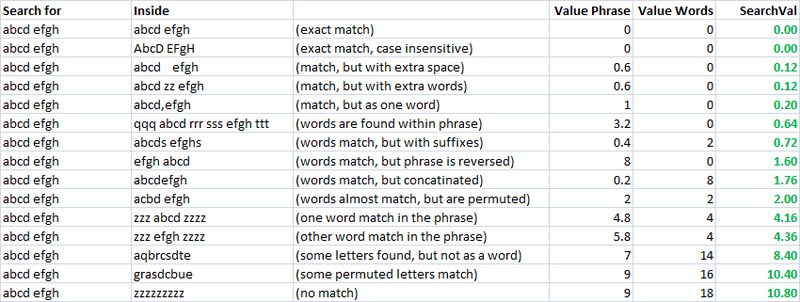 Search for Inside Value Phrase Value Words SearchVal
abcd efgh abcd efgh (exact match) 0 0 0.00
abcd efgh AbcD EFgH (exact match, case insensitive) 0 0 0.00
abcd efgh abcd   efgh (match, but with extra space) 0.6 0 0.12
abcd efgh abcd zz efgh (match, but with extra words) 0.6 0 0.12
abcd efgh abcd,efgh (match, but as one word) 1 0 0.20
abcd efgh qqq abcd rrr sss efgh ttt (words are found within phrase) 3.2 0 0.64
abcd efgh abcds efghs (words match, but with suffixes) 0.4 2 0.72
abcd efgh efgh abcd (words match, but phrase is reversed) 8 0 1.60
abcd efgh abcdefgh (words match, but concatinated) 0.2 8 1.76
abcd efgh acbd efgh (words almost match, but are permuted) 2 2 2.00
abcd efgh zzz abcd zzzz (one word match in the phrase) 4.8 4 4.16
abcd efgh zzz efgh zzzz (other word match in the phrase) 5.8 4 4.36
abcd efgh aqbrcsdte (some letters found, but not as a word) 7 14 8.40
abcd efgh grasdcbue (some permuted letters match) 9 16 10.40
abcd efgh zzzzzzzzz (no match) 9 18 10.80